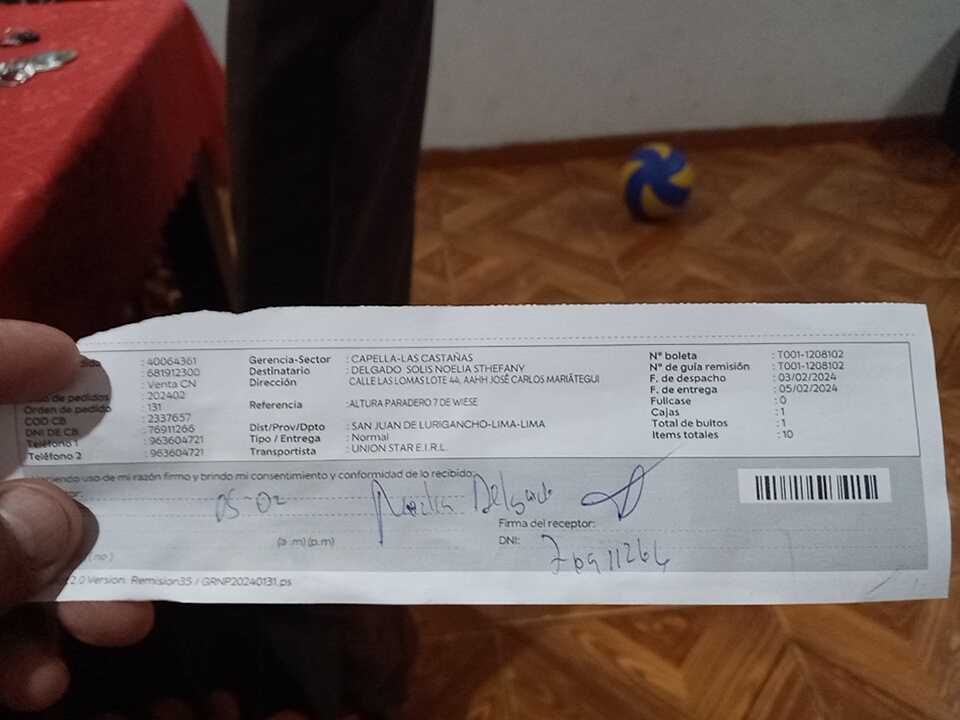 : 40064361
: 681912300
: Venta CN
de pedidos : 202402
Orden de pedido : 131
COD CB : 2337657
DNI DE CB : 76911266
Teléfono 1 : 963604721
Teléfono 2 : 963604721
Gerencia-Sector : CAPELLA-LAS CASTAÑAS
Destinatario : DELGADO SOLIS NOELIA STHEFANY
Dirección CALLE LAS LOMAS LOTE 44, AAHH JOSÉ CARLOS MARIÁTEGUI
Referencia :ALTURA PARADERO 7 DE WIESE
Dist/Prov/Dpto : SAN JUAN DE LURIGANCHO-LIMA-LIMA
Tipo / Entrega : Normal
Transportista : UNION STAR E.I.R.L.
N° boleta : T001-1208102
N° de guía remisión : T001-1208102
F. de despacho : 03/02/2024
F. de entrega : 05/02/2024
Fullcase : 0
Cajas : 1
Total de bultos : 1
Items totales : 10
uso de mi razón firmo y brindo mi consentimiento y conformidad de lo recibido:
05-02 Noelia Delgado
Firma del receptor:
(a.m) (p.m) DNI: 76911266
( no )
2.0 Version: Remision35 / GRNP20240131.ps